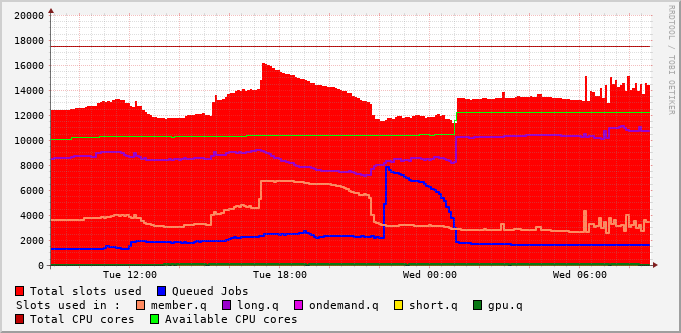 20000
18000
16000
14000
12000
10000
8000
6000
4000
2000
0
Tue 12:00 Tue 18:00 Wed 00:00 Wed 06:00
RRDTOOL / TOBI OETIKER
Total slots used Queued Jobs
Slots used in : member.q long.q ondemand.q short.q gpu.q
Total CPU cores Available CPU cores